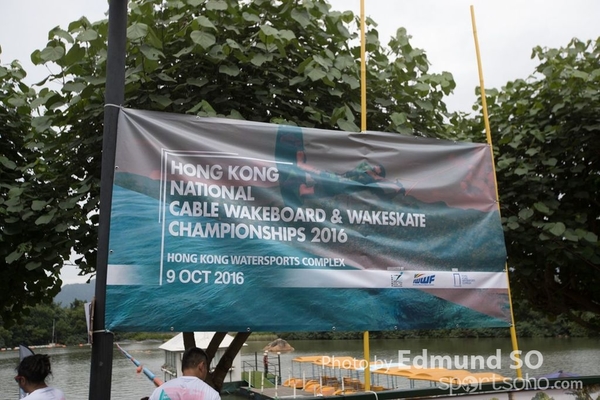 HONG KONG
NATIONAL
CABLE WAKEBOARD & WAKESKATE
CHAMPIONSHIPS 2016
HONG KONG WATERSPORTS COMPLEX
9 OCT 2016
IWWF
Photo by Edmund SO
sportsoho.com